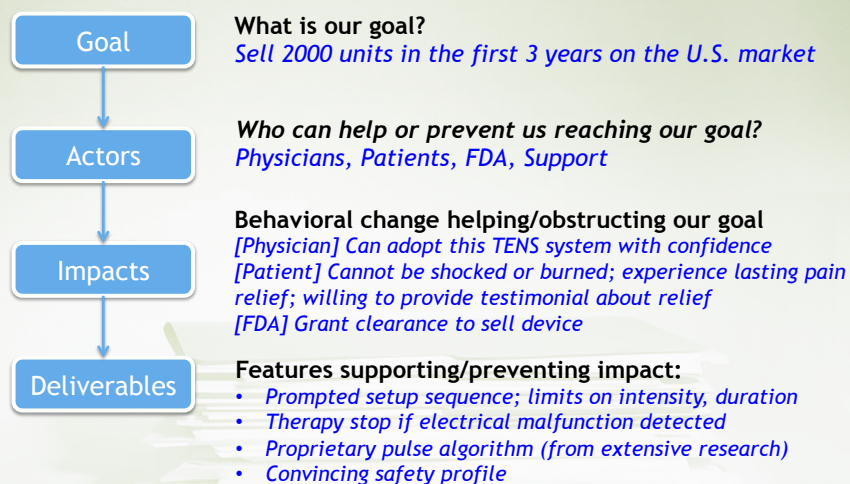 Goal
What is our goal?
Sell 2000 units in the first 3 years on the U.S. market
Actors
Who can help or prevent us reaching our goal?
Physicians, Patients, FDA, Support
Impacts
Behavioral change helping/obstructing our goal
[Physician] Can adopt this TENS system with confidence
[Patient] Cannot be shocked or burned; experience lasting pain
relief; willing to provide testimonial about relief
[FDA] Grant clearance to sell device
Deliverables
Features supporting/preventing impact:
• Prompted setup sequence; limits on intensity, duration
• Therapy stop if electrical malfunction detected
• Proprietary pulse algorithm (from extensive research)
• Convincing safety profile